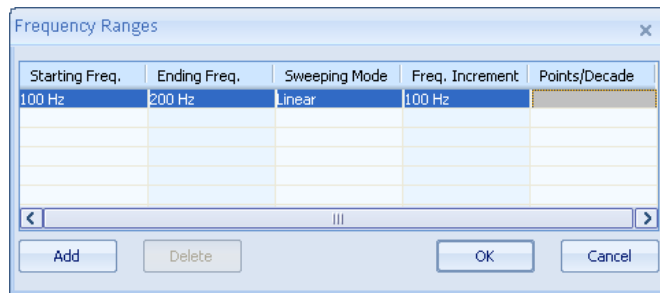 Frequency Ranges
Starting Freq. Ending Freq. Sweeping Mode Freq. Increment Points/Decade
100 Hz 200 Hz Linear 100 Hz
Add Delete OK Cancel